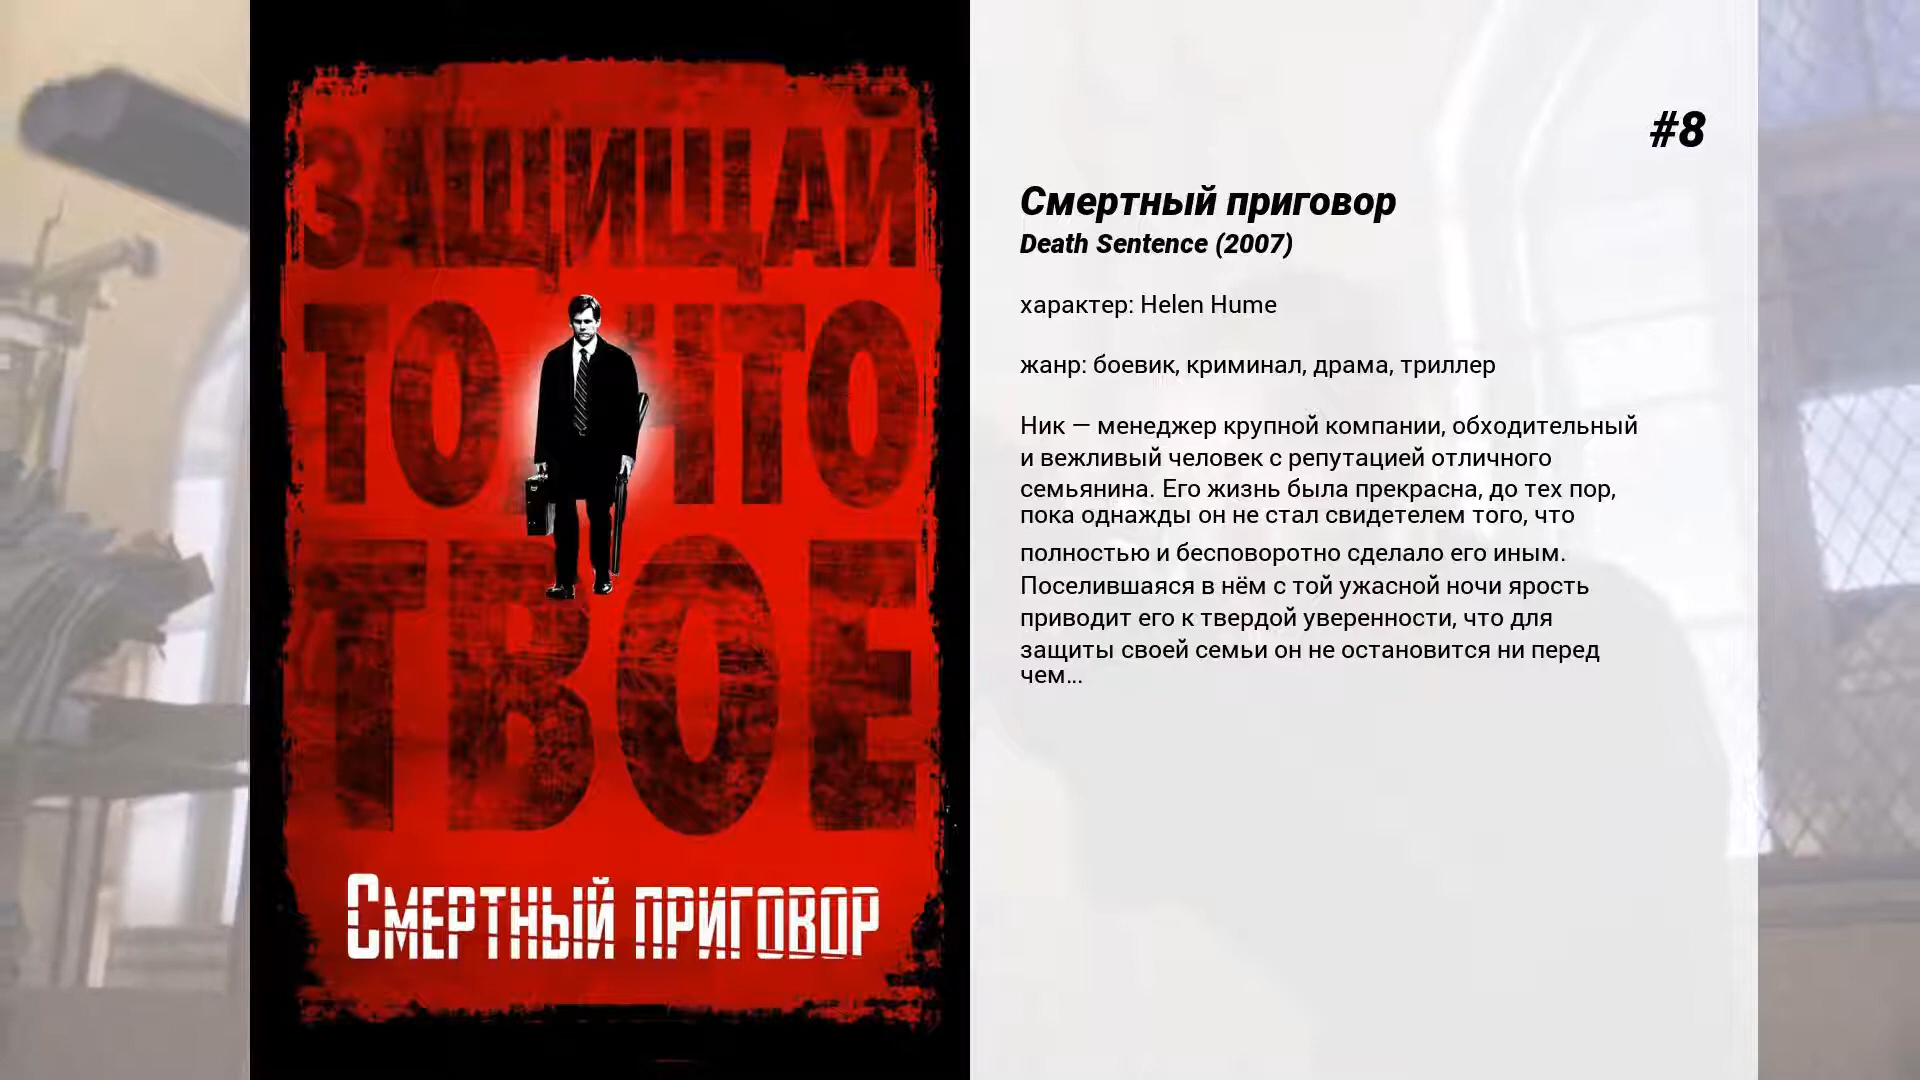 ЗАЩИЩАЙ
ТО ЧТО
ТВОЕ
Смертный приговор
#8
Смертный приговор
Death Sentence (2007)
характер: Helen Hume
жанр: боевик, криминал, драма, триллер
Ник — менеджер крупной компании, обходительный
и вежливый человек с репутацией отличного
семьянина. Его жизнь была прекрасна, до тех пор,
пока однажды он не стал свидетелем того, что
полностью и бесповоротно сделало его иным.
Поселившаяся в нём с той ужасной ночи ярость
приводит его к твердой уверенности, что для
защиты своей семьи он не остановится ни перед
чем...